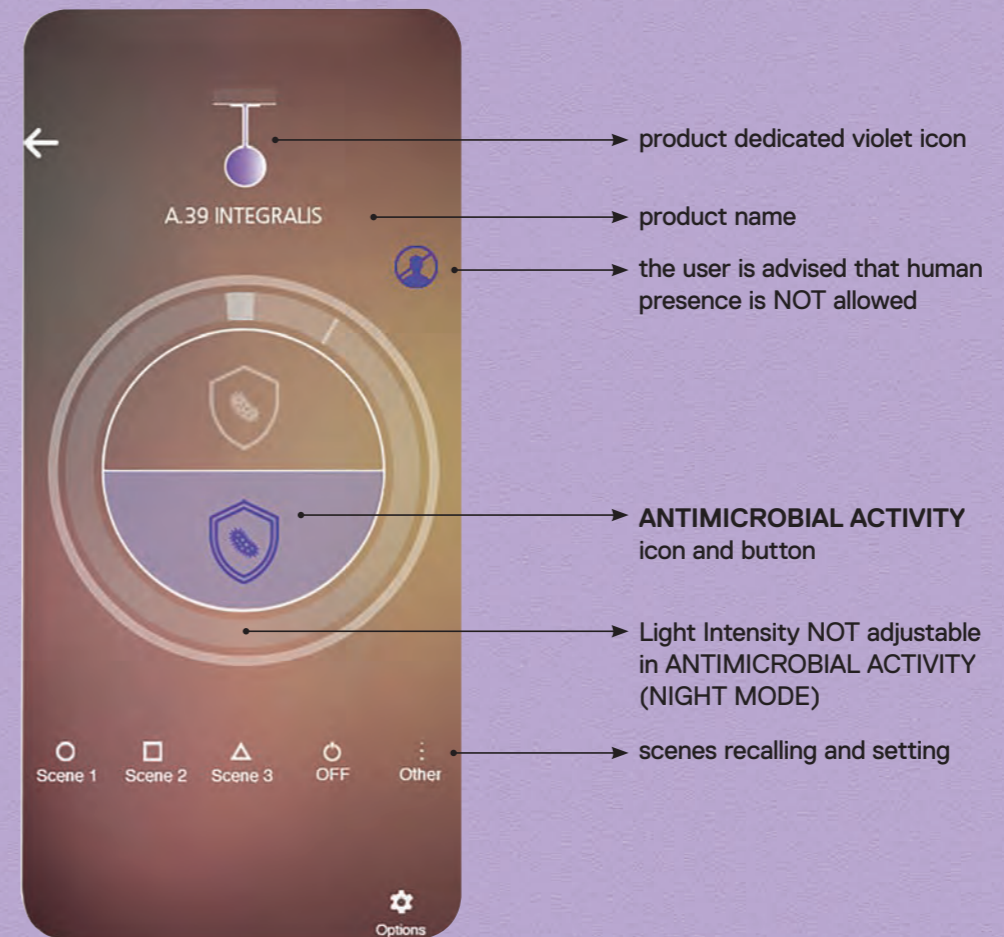 product dedicated violet icon
A.39 INTEGRALIS
product name
the user is advised that human
presence is NOT allowed
ANTIMICROBIAL ACTIVITY
icon and button
Light Intensity NOT adjustable
in ANTIMICROBIAL ACTIVITY
(NIGHT MODE)
scenes recalling and setting
Scene 1 Scene 2 Scene 3 OFF Other
Options